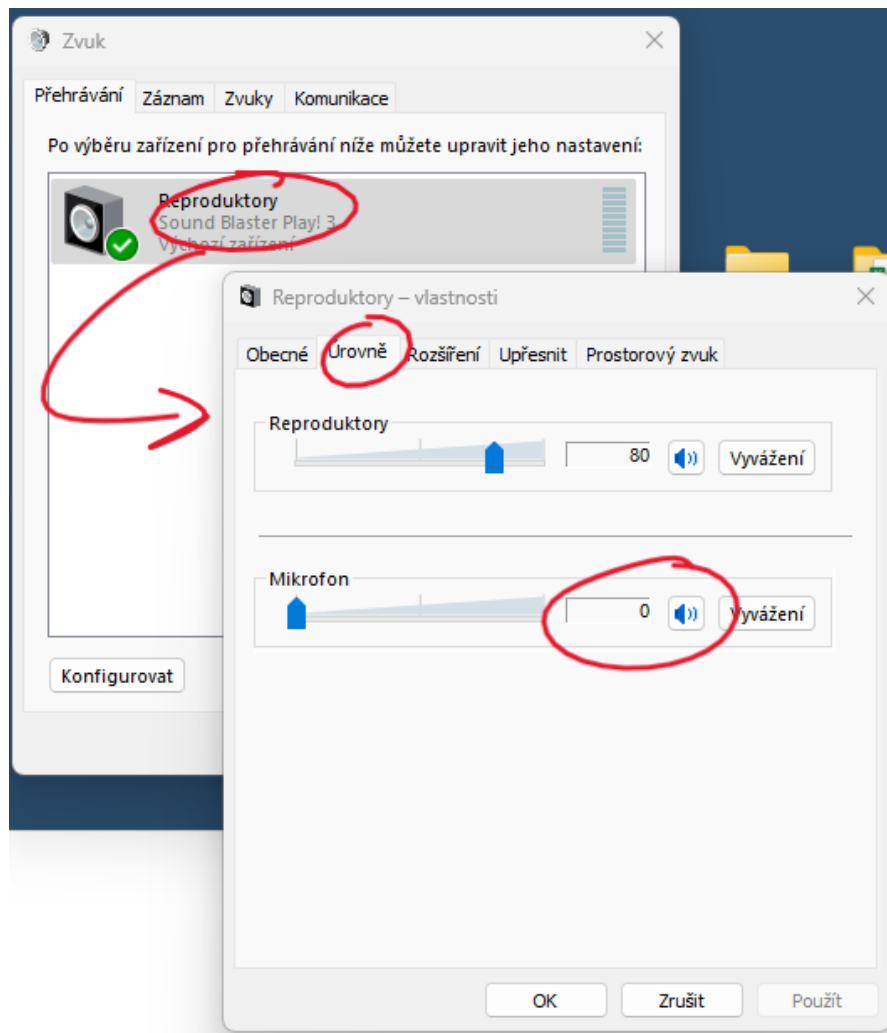 Zvuk
Přehrávání Záznam Zvuky Komunikace
Po výběru zařízení pro přehrávání níže můžete upravit jeho nastavení:
Reproduktory
Sound Blaster Play! 3
Výchozí zařízení
Reproduktory – vlastnosti
Obecné Úrovně Rozšíření Upřesnit Prostorový zvuk
Reproduktory
80 Vyvážení
Mikrofon
0 Vyvážení
Konfigurovat
OK Zrušit Použít